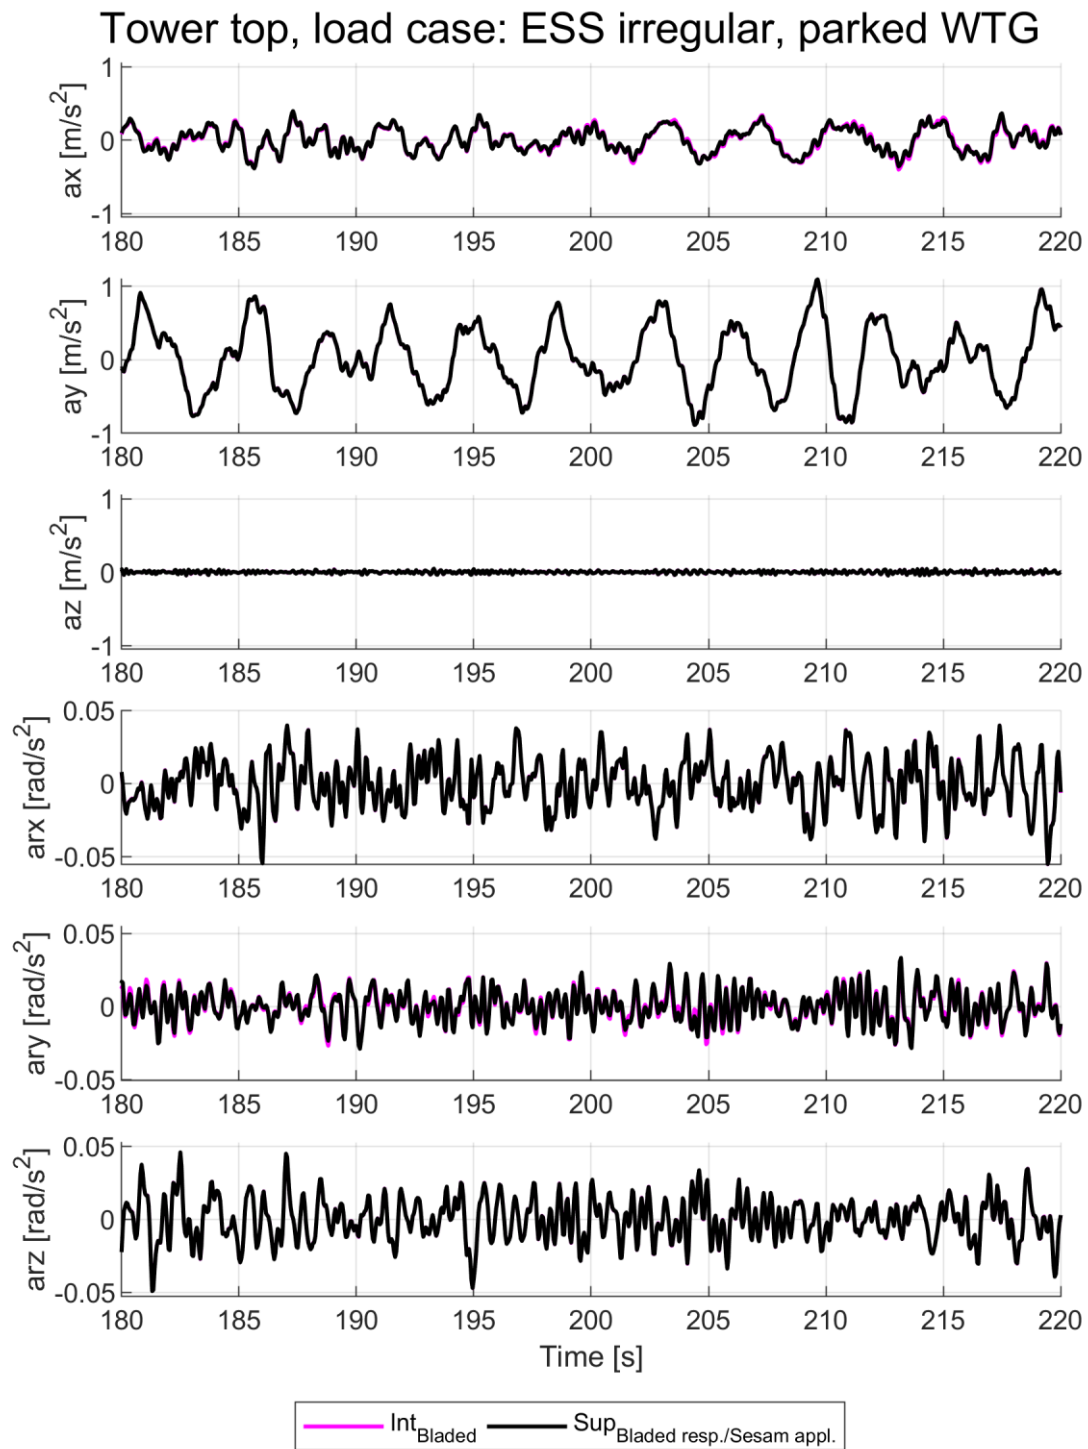 Tower top, load case: ESS irregular, parked WTG
ax [m/s²]
1
0
-1
180 185 190 195 200 205 210 215 220
ay [m/s²]
1
0
-1
180 185 190 195 200 205 210 215 220
az [m/s²]
1
0
-1
180 185 190 195 200 205 210 215 220
arx [rad/s²]
0.05
0
-0.05
180 185 190 195 200 205 210 215 220
ary [rad/s²]
0.05
0
-0.05
180 185 190 195 200 205 210 215 220
arz [rad/s²]
0.05
0
-0.05
180 185 190 195 200 205 210 215 220
Time [s]
Int Bladed Sup Bladed resp./Sesam appl.